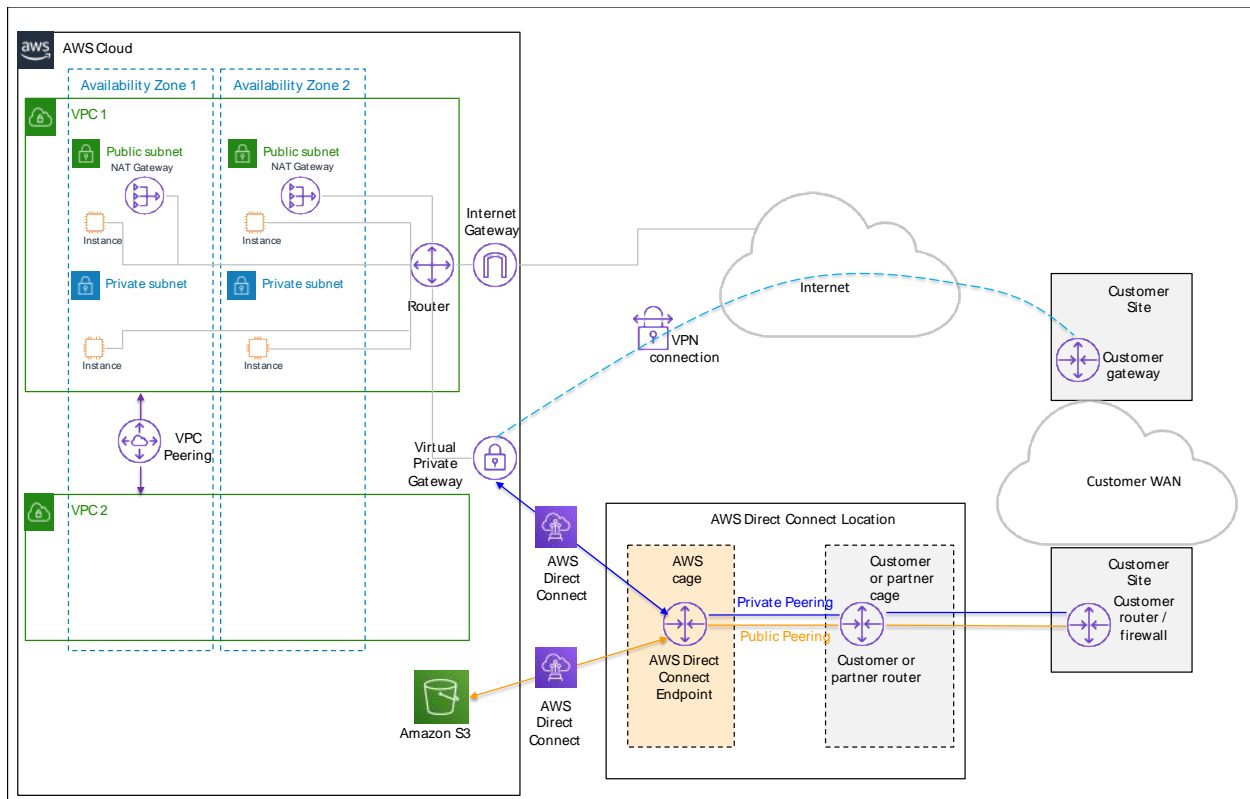 aws
AWS Cloud
Availability Zone 1
Availability Zone 2
VPC 1
Public subnet
NAT Gateway
Instance
Public subnet
NAT Gateway
Instance
Private subnet
Instance
Private subnet
Instance
Router
Internet
Gateway
Internet
VPN
connection
Customer
Site
Customer
gateway
VPC
Peering
Virtual
Private
Gateway
Customer WAN
VPC 2
AWS
Direct
Connect
AWS Direct Connect Location
AWS
cage
Customer
or partner
cage
Private Peering
Public Peering
AWS Direct
Connect
Endpoint
Customer or
partner router
Customer
Site
Customer
router /
firewall
Amazon S3
AWS
Direct
Connect